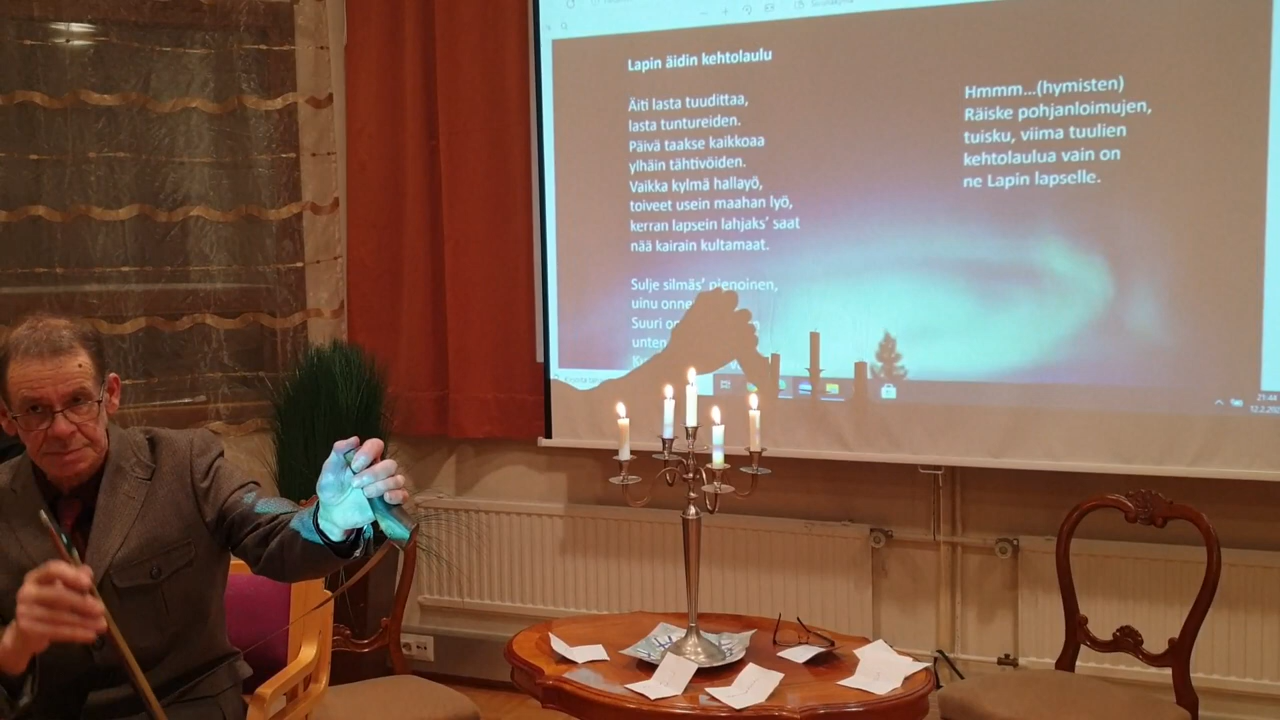 Lapin äidin kehtolaulu
Äiti lasta tuudittaa,
lasta tuntureiden.
Päivä taakse kaikkoaa
ylhäin tähtivöiden.
Vaikka kylmä hallayö,
toiveet usein maahan lyö,
kerran lapsein lahjaks' saat
nää kairain kultamaat.
Sulje silmäs' pienoinen,
uinu
Suuri
unten
Hmmm...(hymisten)
Räiske pohjanloimujen,
tuisku, viima tuulien
kehtolaulua vain on
ne Lapin lapselle.
21:44